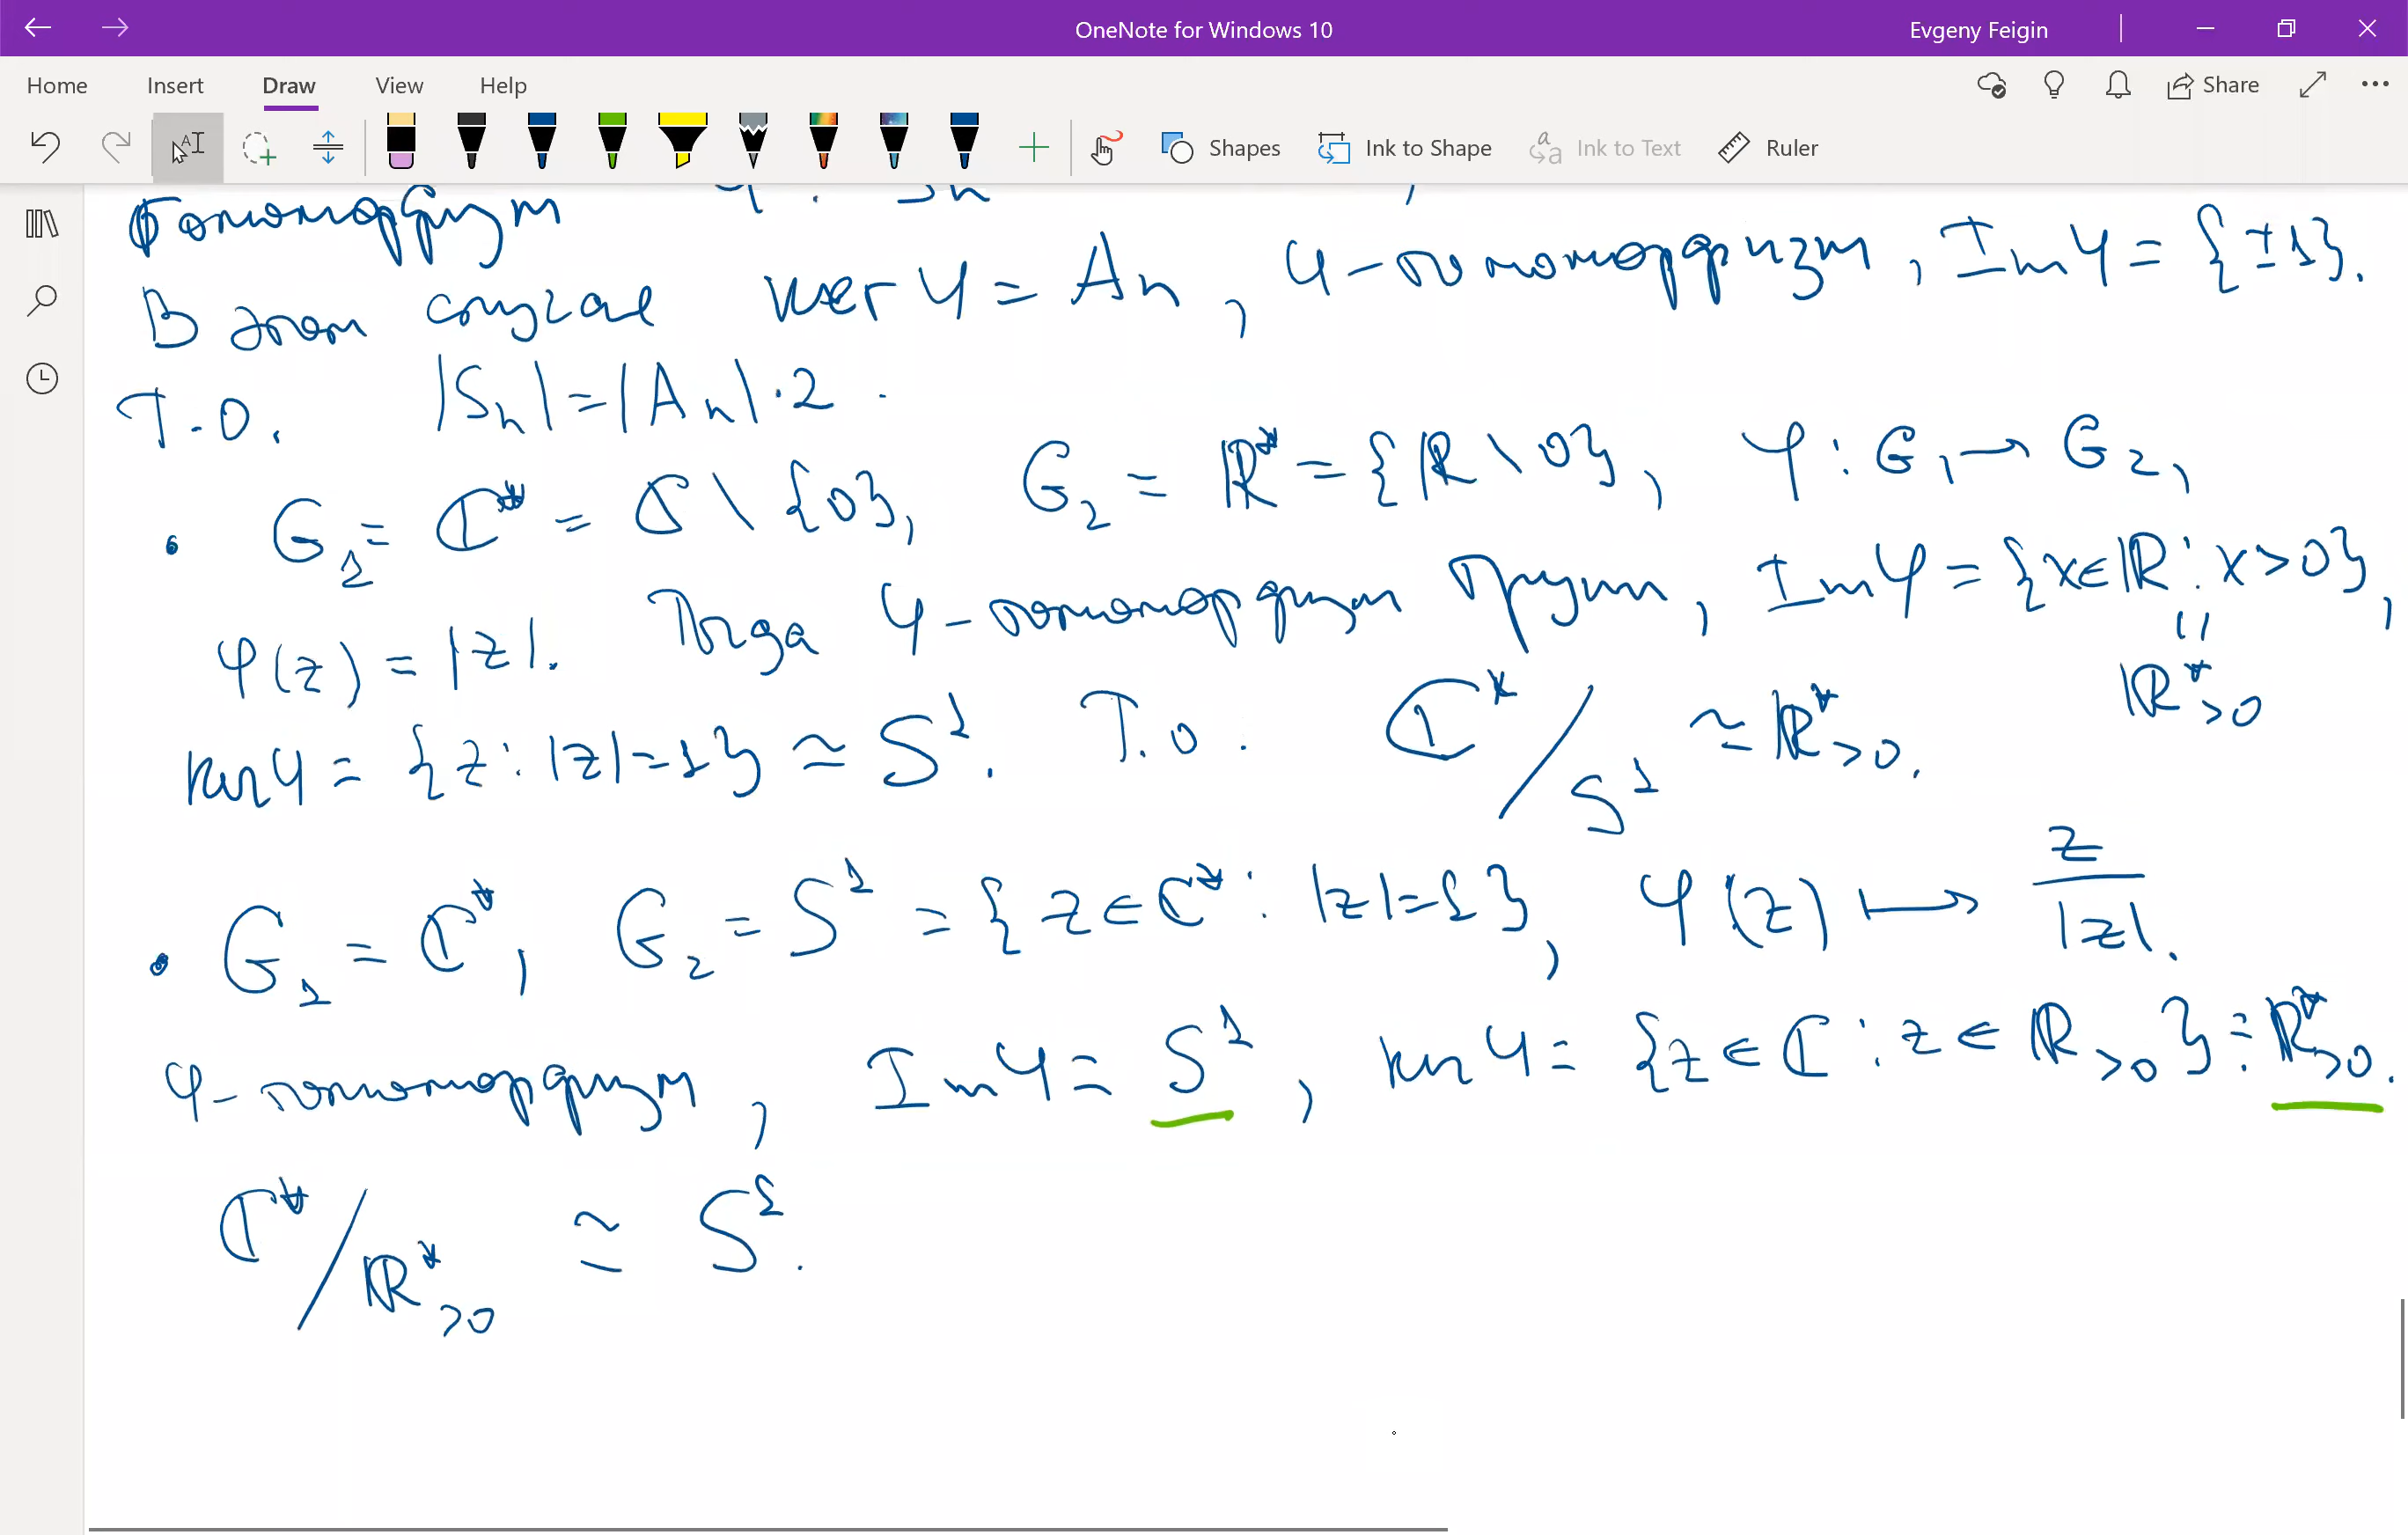 OneNote for Windows 10
Evgeny Feigin
Home Insert Draw View Help
Share
Shapes Ink to Shape Ink to Text Ruler
гомоморфизм φ : Sn
В этом случае ker φ = An, φ – гомоморфизм, Im φ = {±1}.
Т.о. |Sn| = |An|·2.
• G₁ = ℂ* = ℂ \ {0}, G₂ = ℝ* = {ℝ \ 0}, φ : G₁ → G₂,
φ(z) = |z|. Тогда φ – гомоморфизм групп, Im φ = {x ∈ ℝ : x > 0},
||
ℝ*>0
ker φ = {z : |z| = 1} ≃ S¹. Т.о. ℂ*/S¹ ≃ ℝ*>0.
• G₁ = ℂ*, G₂ = S¹ = {z ∈ ℂ* : |z| = 1}, φ(z) ⟼ z/|z|.
φ – гомоморфизм, Im φ = S¹, ker φ = {z ∈ ℂ : z ∈ ℝ>0} = ℝ*>0.
ℂ*/ℝ*>0 ≃ S¹.